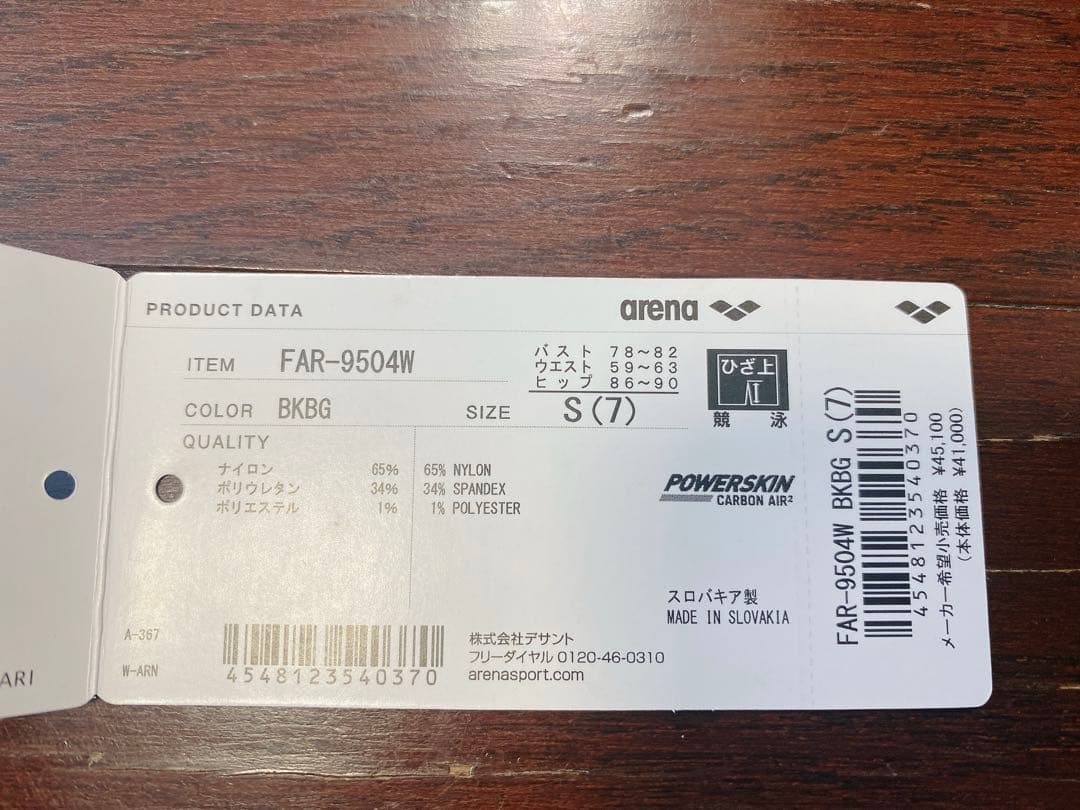 PRODUCT DATA
arena
ITEM FAR-9504W
バスト 78~82
ウエスト 59~63
ヒップ 86~90
ひざ上
競泳
COLOR BKBG
SIZE S(7)
QUALITY
ナイロン 65% 65% NYLON
ポリウレタン 34% 34% SPANDEX
ポリエステル 1% 1% POLYESTER
POWERSKIN
CARBON AIR²
スロバキア製
MADE IN SLOVAKIA
A-367
W-ARN
4548123540370
株式会社デサント
フリーダイヤル 0120-46-0310
arenasport.com
FAR-9504W BKBG S(7)
4548123540370
メーカー希望小売価格 ¥45,100
(本体価格 ¥41,000)
ARI